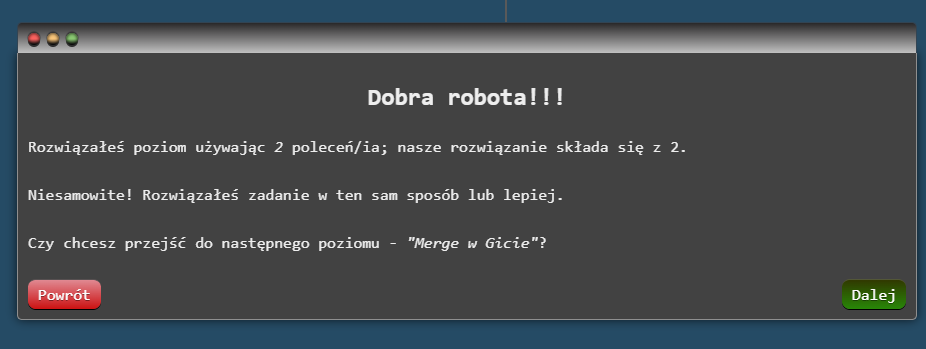 Dobra robota!!!
Rozwiązałeś poziom używając 2 poleceń/ia; nasze rozwiązanie składa się z 2.
Niesamowite! Rozwiązałeś zadanie w ten sam sposób lub lepiej.
Czy chcesz przejść do następnego poziomu - "Merge w Gicie"?
Powrót
Dalej